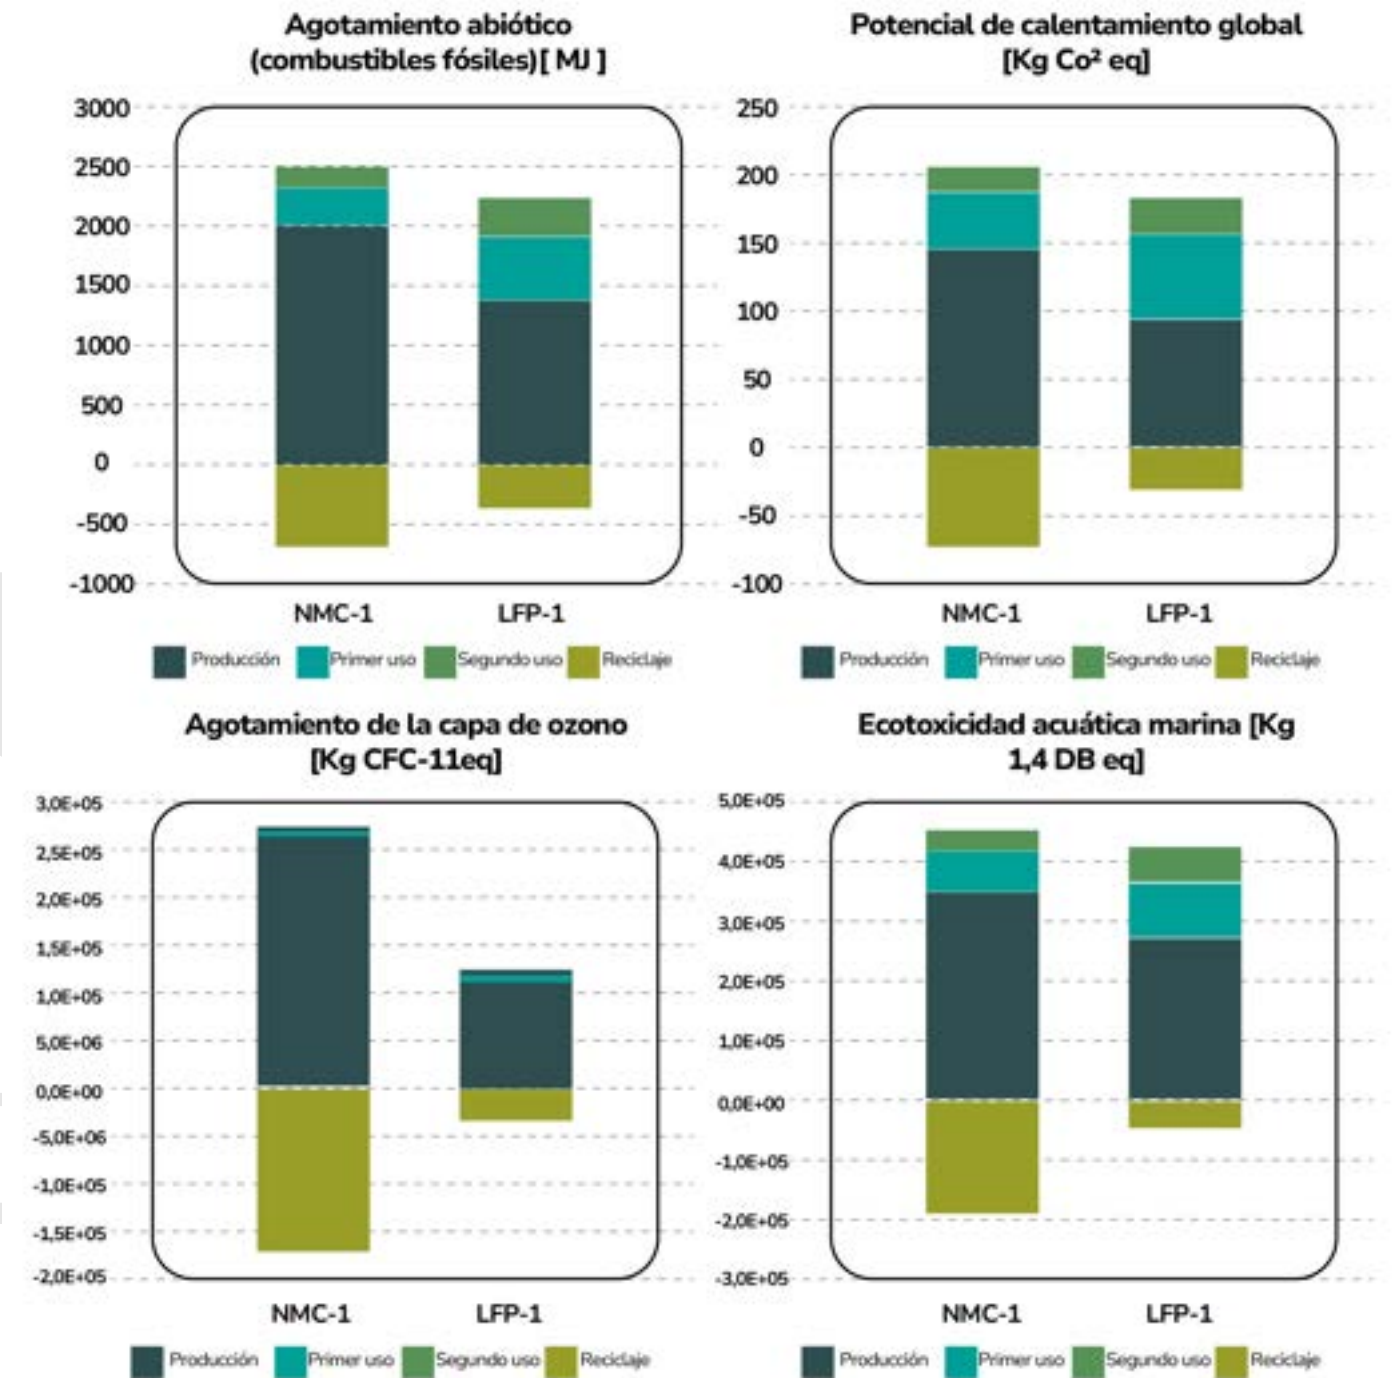 Agotamiento abiótico
(combustibles fósiles)[ MJ ]
3000
2500
2000
1500
1000
500
0
-500
-1000
NMC-1 LFP-1
Producción Primer uso Segundo uso Reciclaje
Potencial de calentamiento global
[Kg Co² eq]
250
200
150
100
50
0
-50
-100
NMC-1 LFP-1
Producción Primer uso Segundo uso Reciclaje
Agotamiento de la capa de ozono
[Kg CFC-11eq]
3,0E+05
2,5E+05
2,0E+05
1,5E+05
1,0E+05
5,0E+06
0,0E+00
-5,0E+06
-1,0E+05
-1,5E+05
-2,0E+05
NMC-1 LFP-1
Producción Primer uso Segundo uso Reciclaje
Ecotoxicidad acuática marina [Kg
1,4 DB eq]
5,0E+05
4,0E+05
3,0E+05
2,0E+05
1,0E+05
0,0E+00
-1,0E+05
-2,0E+05
-3,0E+05
NMC-1 LFP-1
Producción Primer uso Segundo uso Reciclaje